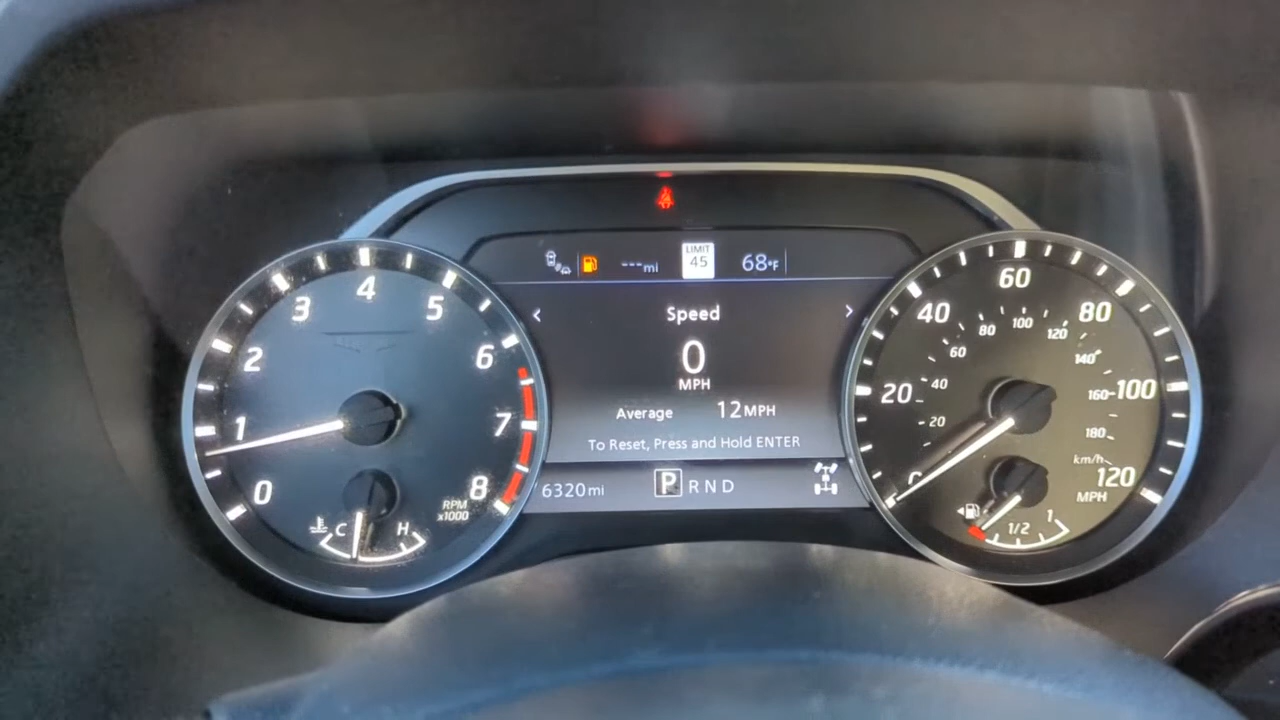 LIMIT
---mi 45 68°F
Speed
0
MPH
Average 12MPH
To Reset, Press and Hold ENTER
6320mi P R N D
0 1 2 3 4 5 6 7 8
RPM
x1000
C H
0 20 40 60 80 100 120
MPH
20 40 60 80 100 120 140 160 180
km/h
1/2 1